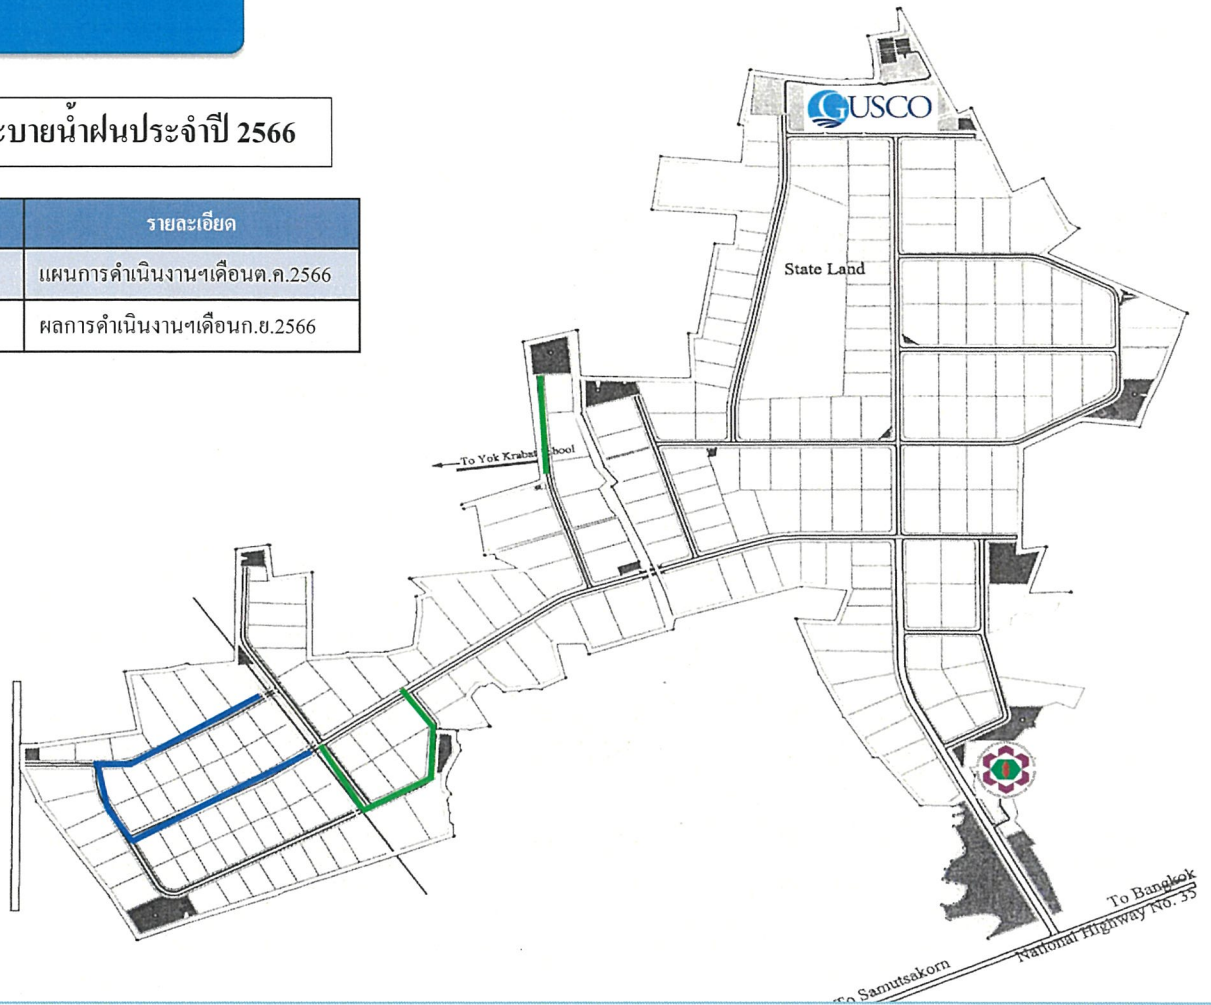 ะบายน้ำฝนประจำปี 2566
รายละเอียด
แผนการดำเนินงานฯเดือนต.ค.2566
ผลการดำเนินงานฯเดือนก.ย.2566
GUSCO
State Land
To Yok Krabat School
To Bangkok
National Highway No. 35
To Samutsakorn